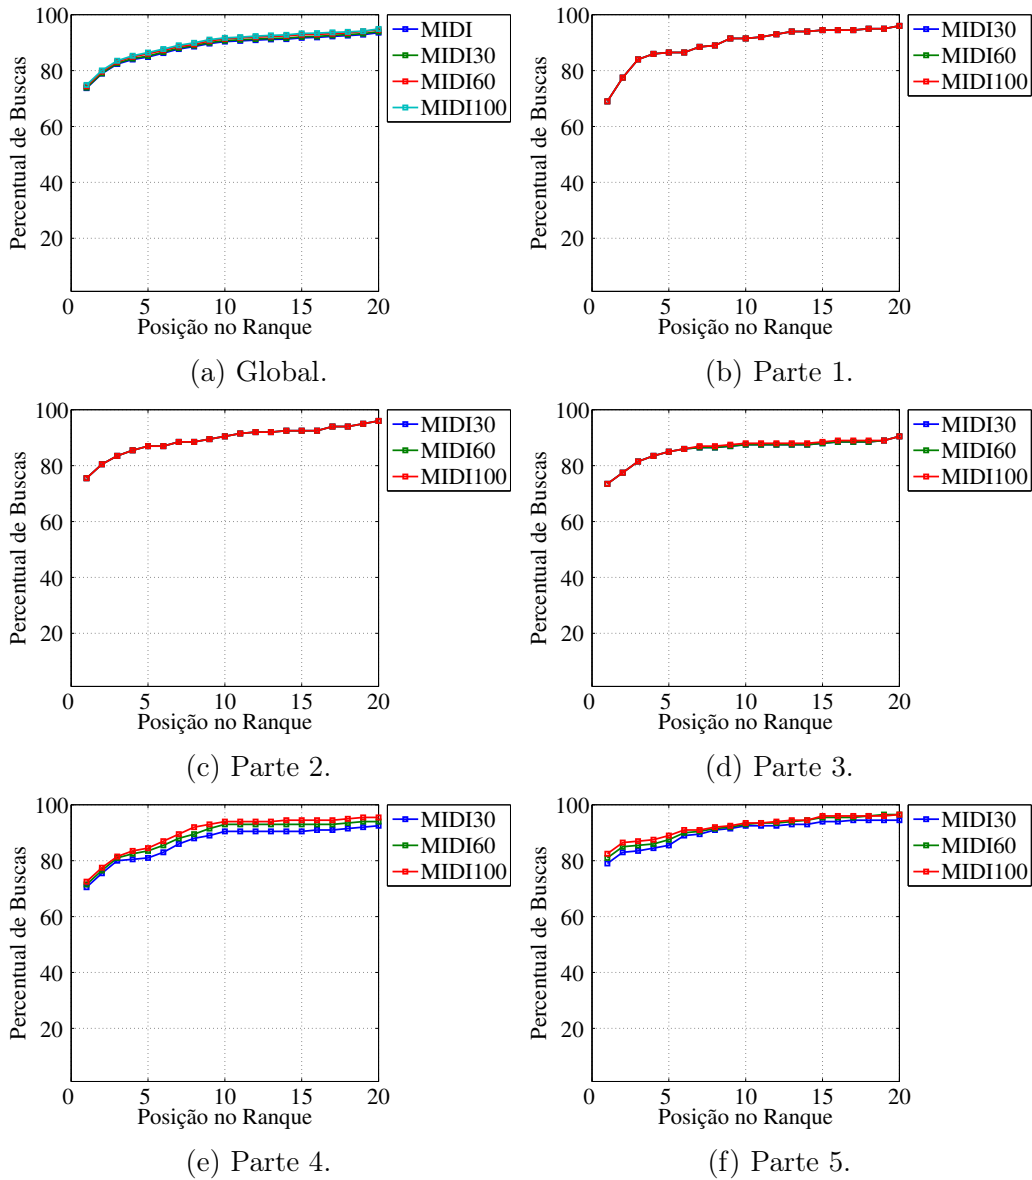 100
80
60
40
20
0
5
10
15
20
Percentual de Buscas
Posição no Ranque
MIDI
MIDI30
MIDI60
MIDI100
(a) Global.
100
80
60
40
20
0
5
10
15
20
Percentual de Buscas
Posição no Ranque
MIDI30
MIDI60
MIDI100
(b) Parte 1.
100
80
60
40
20
0
5
10
15
20
Percentual de Buscas
Posição no Ranque
MIDI30
MIDI60
MIDI100
(c) Parte 2.
100
80
60
40
20
0
5
10
15
20
Percentual de Buscas
Posição no Ranque
MIDI30
MIDI60
MIDI100
(d) Parte 3.
100
80
60
40
20
0
5
10
15
20
Percentual de Buscas
Posição no Ranque
MIDI30
MIDI60
MIDI100
(e) Parte 4.
100
80
60
40
20
0
5
10
15
20
Percentual de Buscas
Posição no Ranque
MIDI30
MIDI60
MIDI100
(f) Parte 5.